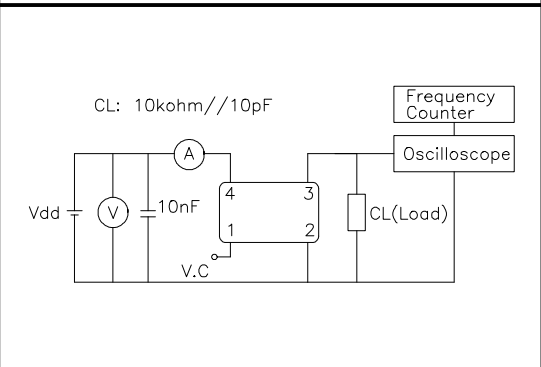 CL: 10kohm//10pF
Frequency
Counter
Oscilloscope
A
4
3
Vdd
V
10nF
CL(Load)
1
2
V.C